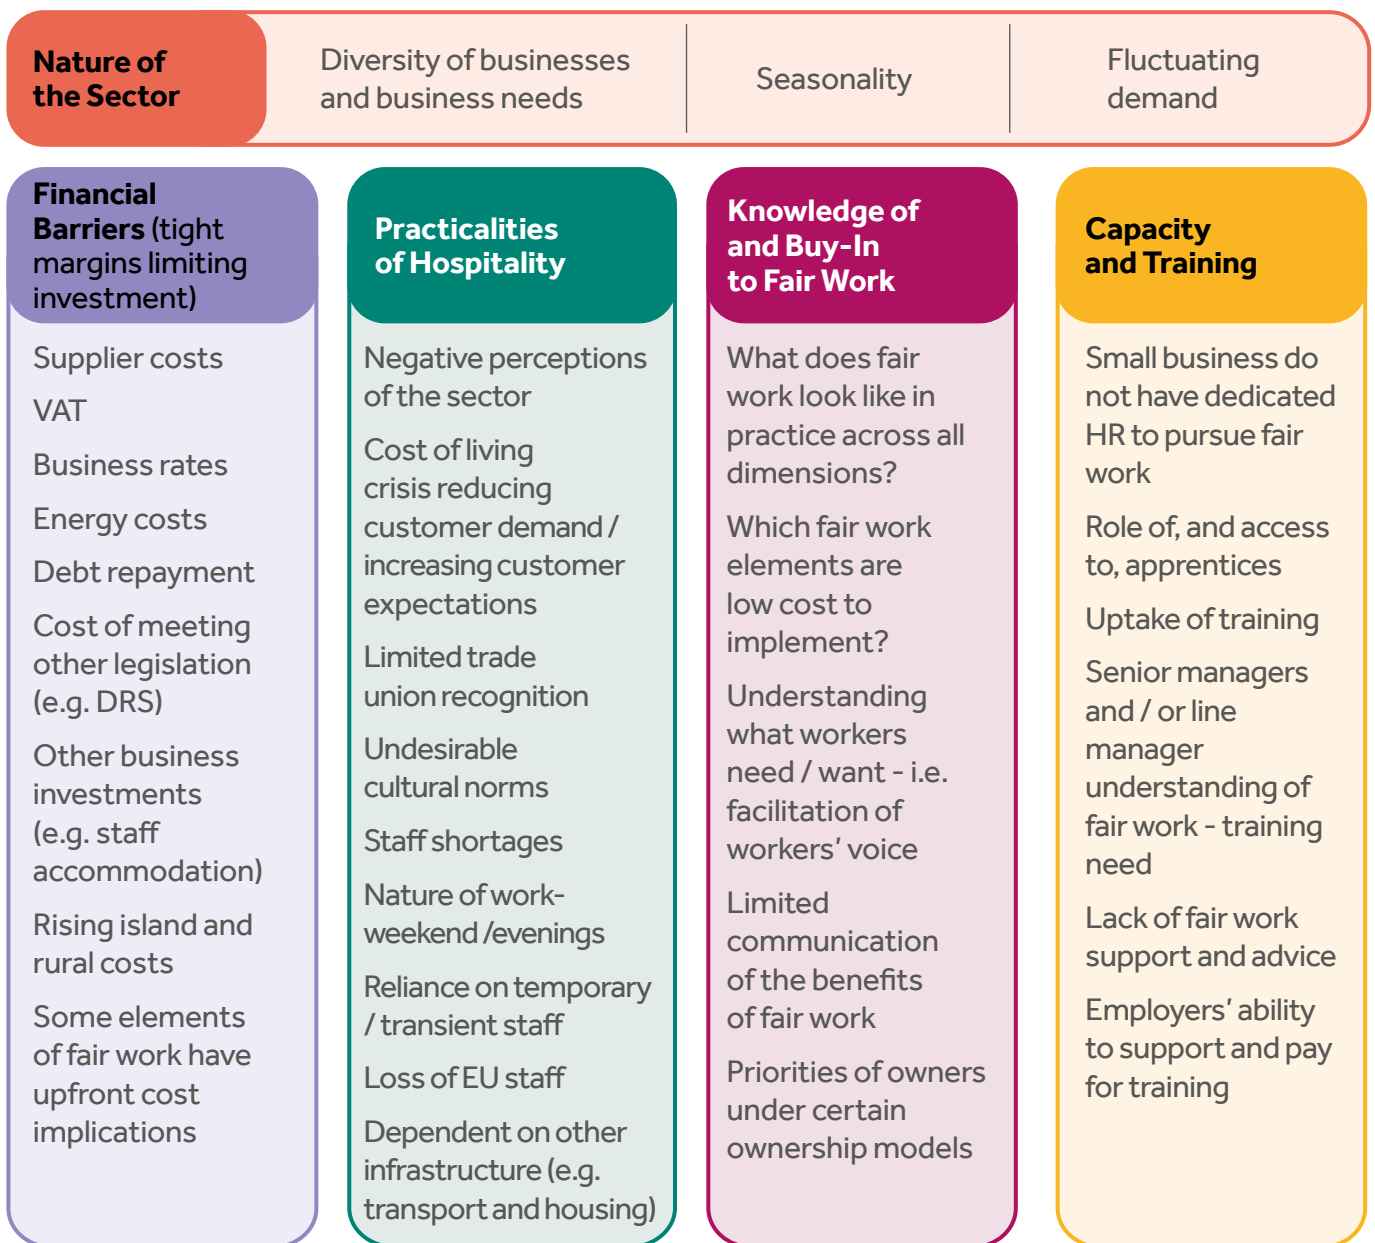 Nature of
the Sector
Diversity of businesses
and business needs
Seasonality
Fluctuating
demand
Financial
Barriers (tight
margins limiting
investment)
Supplier costs
VAT
Business rates
Energy costs
Debt repayment
Cost of meeting
other legislation
(e.g. DRS)
Other business
investments
(e.g. staff
accommodation)
Rising island and
rural costs
Some elements
of fair work have
upfront cost
implications
Practicalities
of Hospitality
Negative perceptions
of the sector
Cost of living
crisis reducing
customer demand /
increasing customer
expectations
Limited trade
union recognition
Undesirable
cultural norms
Staff shortages
Nature of work-
weekend /evenings
Reliance on temporary
/ transient staff
Loss of EU staff
Dependent on other
infrastructure (e.g.
transport and housing)
Knowledge of
and Buy-In
to Fair Work
What does fair
work look like in
practice across all
dimensions?
Which fair work
elements are
low cost to
implement?
Understanding
what workers
need / want - i.e.
facilitation of
workers’ voice
Limited
communication
of the benefits
of fair work
Priorities of owners
under certain
ownership models
Capacity
and Training
Small business do
not have dedicated
HR to pursue fair
work
Role of, and access
to, apprentices
Uptake of training
Senior managers
and / or line
manager
understanding of
fair work - training
need
Lack of fair work
support and advice
Employers’ ability
to support and pay
for training